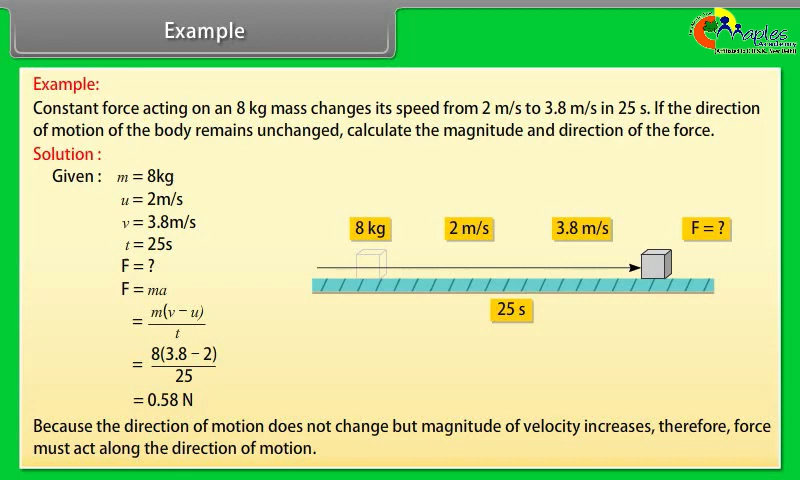 Example
Maples
Academy
Example:
Constant force acting on an 8 kg mass changes its speed from 2 m/s to 3.8 m/s in 25 s. If the direction
of motion of the body remains unchanged, calculate the magnitude and direction of the force.
Solution :
Given : m = 8kg
u = 2m/s
v = 3.8m/s
t = 25s
F = ?
F = ma
= m(v − u)
t
= 8(3.8 − 2)
25
= 0.58 N
8 kg 2 m/s 3.8 m/s F = ?
25 s
Because the direction of motion does not change but magnitude of velocity increases, therefore, force
must act along the direction of motion.